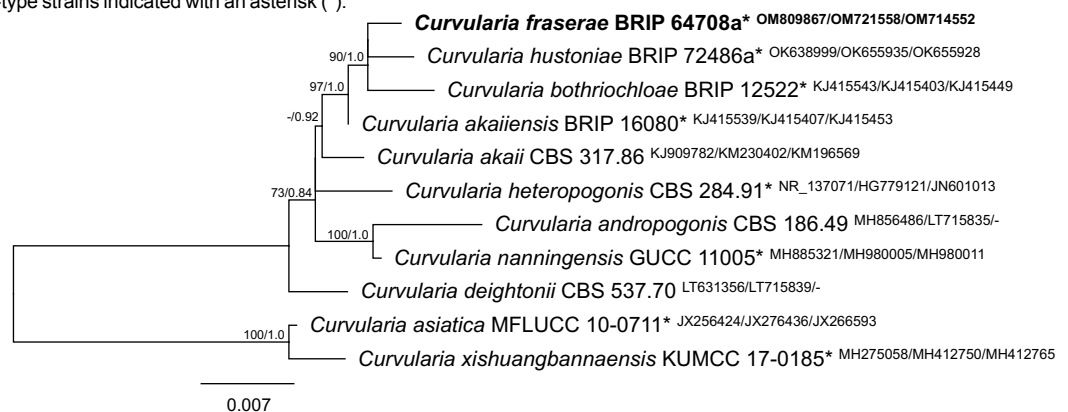 -type strains indicated with an asterisk (*).
Curvularia fraserae BRIP 64708a* OM809867/OM721558/OM714552
Curvularia hustoniae BRIP 72486a* OK638999/OK655935/OK655928
90/1.0
Curvularia bothriochloae BRIP 12522* KJ415543/KJ415403/KJ415449
97/1.0
Curvularia akaiiensis BRIP 16080* KJ415539/KJ415407/KJ415453
-/0.92
Curvularia akaii CBS 317.86 KJ909782/KM230402/KM196569
Curvularia heteropogonis CBS 284.91* NR_137071/HG779121/JN601013
73/0.84
Curvularia andropogonis CBS 186.49 MH856486/LT715835/-
100/1.0
Curvularia nanningensis GUCC 11005* MH885321/MH980005/MH980011
Curvularia deightonii CBS 537.70 LT631356/LT715839/-
Curvularia asiatica MFLUCC 10-0711* JX256424/JX276436/JX266593
100/1.0
Curvularia xishuangbannaensis KUMCC 17-0185* MH275058/MH412750/MH412765
0.007